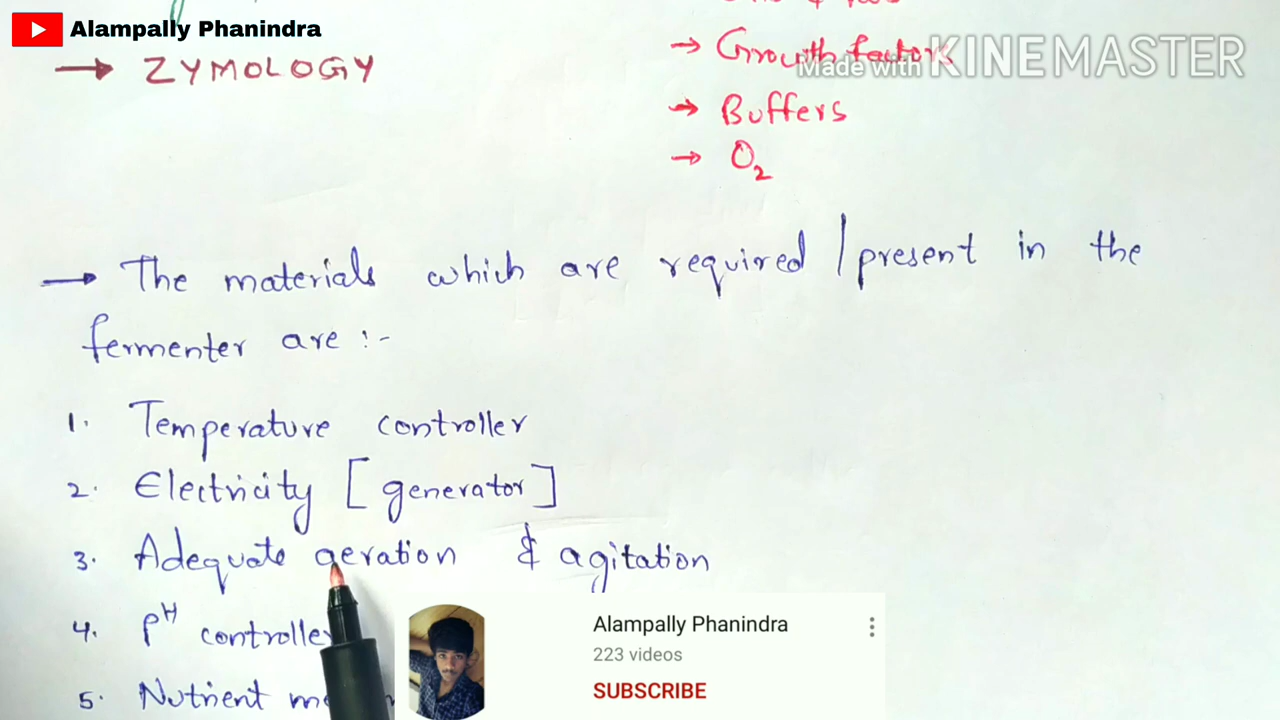 Alampally Phanindra
→ ZYMOLOGY
→ Growth factors
Made with KINEMASTER
→ Buffers
→ O₂
→ The materials which are required / present in the
fermenter are :-
1. Temperature controller
2. Electricity [generator]
3. Adequate aeration & agitation
4. pH controller
5. Nutrient
Alampally Phanindra
223 videos
SUBSCRIBE